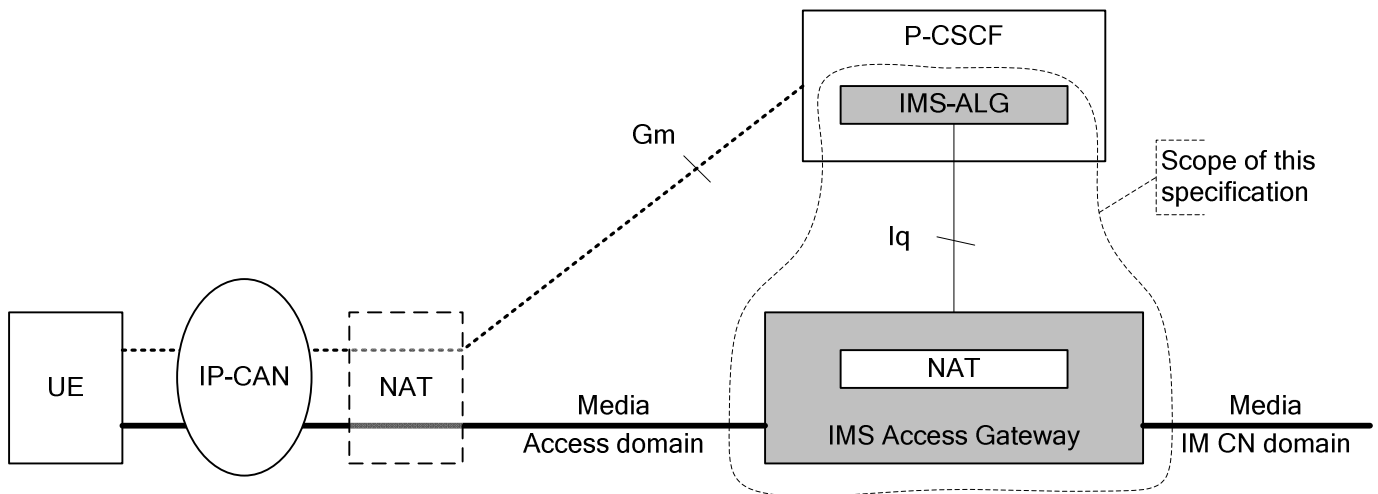 P-CSCF
IMS-ALG
Gm
Scope of this
specification
Iq
UE
IP-CAN
NAT
NAT
Media
Access domain
IMS Access Gateway
Media
IM CN domain